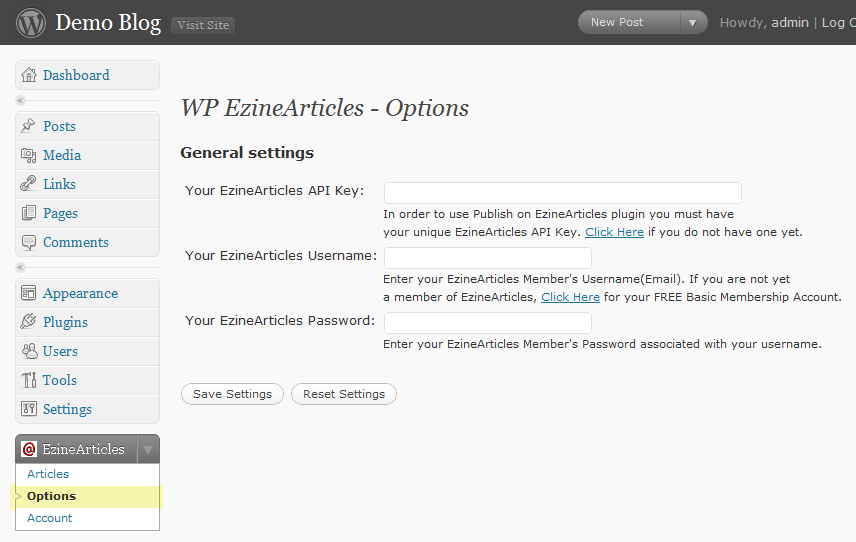 Demo Blog Visit Site New Post Howdy, admin | Log
Dashboard
Posts
Media
Links
Pages
Comments
Appearance
Plugins
Users
Tools
Settings
EzineArticles
Articles
Options
Account
WP EzineArticles - Options
General settings
Your EzineArticles API Key:
In order to use Publish on EzineArticles plugin you must have
your unique EzineArticles API Key. Click Here if you do not have one yet.
Your EzineArticles Username:
Enter your EzineArticles Member's Username(Email). If you are not yet
a member of EzineArticles, Click Here for your FREE Basic Membership Account.
Your EzineArticles Password:
Enter your EzineArticles Member's Password associated with your username.
Save Settings Reset Settings